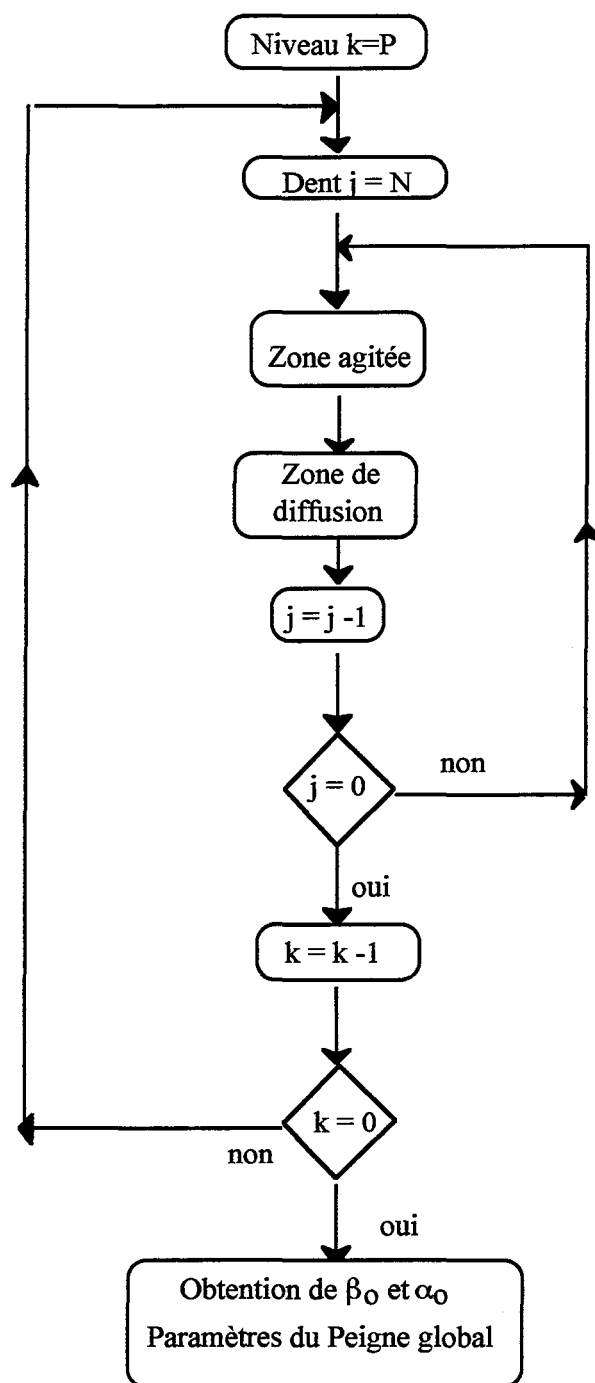 Niveau k=P
Dent j = N
Zone agitée
Zone de
diffusion
j = j -1
j = 0
non
oui
k = k -1
k = 0
non
oui
Obtention de β₀ et α₀
Paramètres du Peigne global